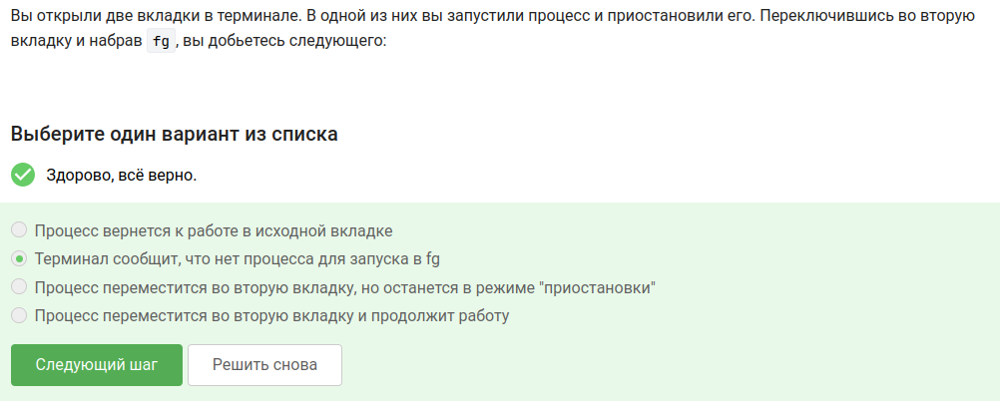 Вы открыли две вкладки в терминале. В одной из них вы запустили процесс и приостановили его. Переключившись во вторую
вкладку и набрав fg , вы добьетесь следующего:
Выберите один вариант из списка
Здорово, всё верно.
Процесс вернется к работе в исходной вкладке
Терминал сообщит, что нет процесса для запуска в fg
Процесс переместится во вторую вкладку, но останется в режиме "приостановки"
Процесс переместится во вторую вкладку и продолжит работу
Следующий шаг
Решить снова